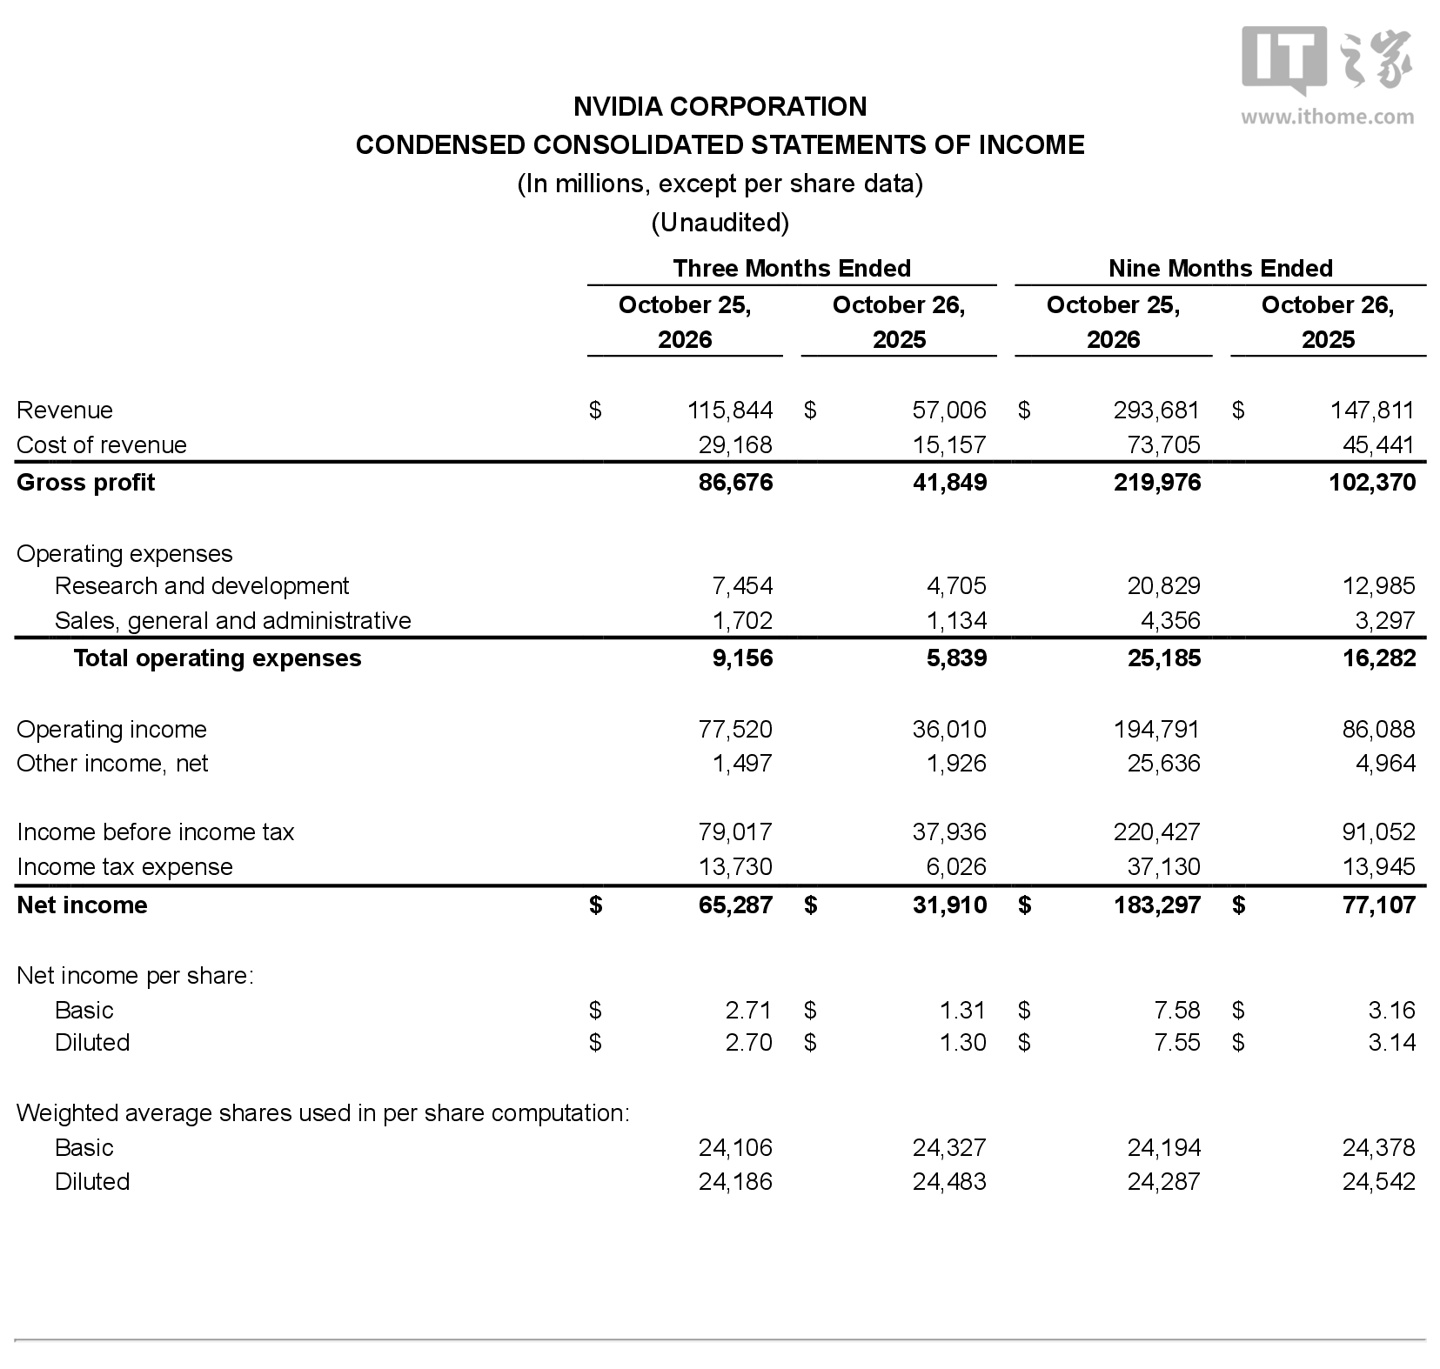 IT之家
www.ithome.com
NVIDIA CORPORATION
CONDENSED CONSOLIDATED STATEMENTS OF INCOME
(In millions, except per share data)
(Unaudited)
Three Months Ended Nine Months Ended
October 25, October 26, October 25, October 26,
2026 2025 2026 2025
Revenue $ 115,844 $ 57,006 $ 293,681 $ 147,811
Cost of revenue 29,168 15,157 73,705 45,441
Gross profit 86,676 41,849 219,976 102,370
Operating expenses
Research and development 7,454 4,705 20,829 12,985
Sales, general and administrative 1,702 1,134 4,356 3,297
Total operating expenses 9,156 5,839 25,185 16,282
Operating income 77,520 36,010 194,791 86,088
Other income, net 1,497 1,926 25,636 4,964
Income before income tax 79,017 37,936 220,427 91,052
Income tax expense 13,730 6,026 37,130 13,945
Net income $ 65,287 $ 31,910 $ 183,297 $ 77,107
Net income per share:
Basic $ 2.71 $ 1.31 $ 7.58 $ 3.16
Diluted $ 2.70 $ 1.30 $ 7.55 $ 3.14
Weighted average shares used in per share computation:
Basic 24,106 24,327 24,194 24,378
Diluted 24,186 24,483 24,287 24,542